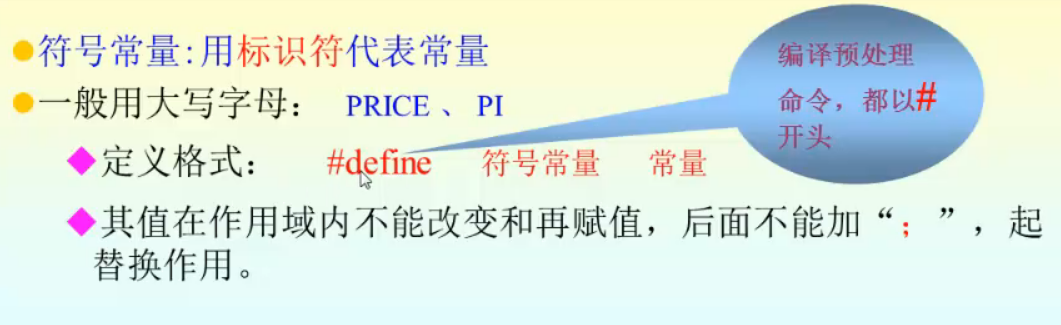 符号常量:用标识符代表常量
一般用大写字母： PRICE 、 PI
定义格式： #define 符号常量 常量
其值在作用域内不能改变和再赋值，后面不能加“；”，起
替换作用。
编译预处理
命令，都以#
开头